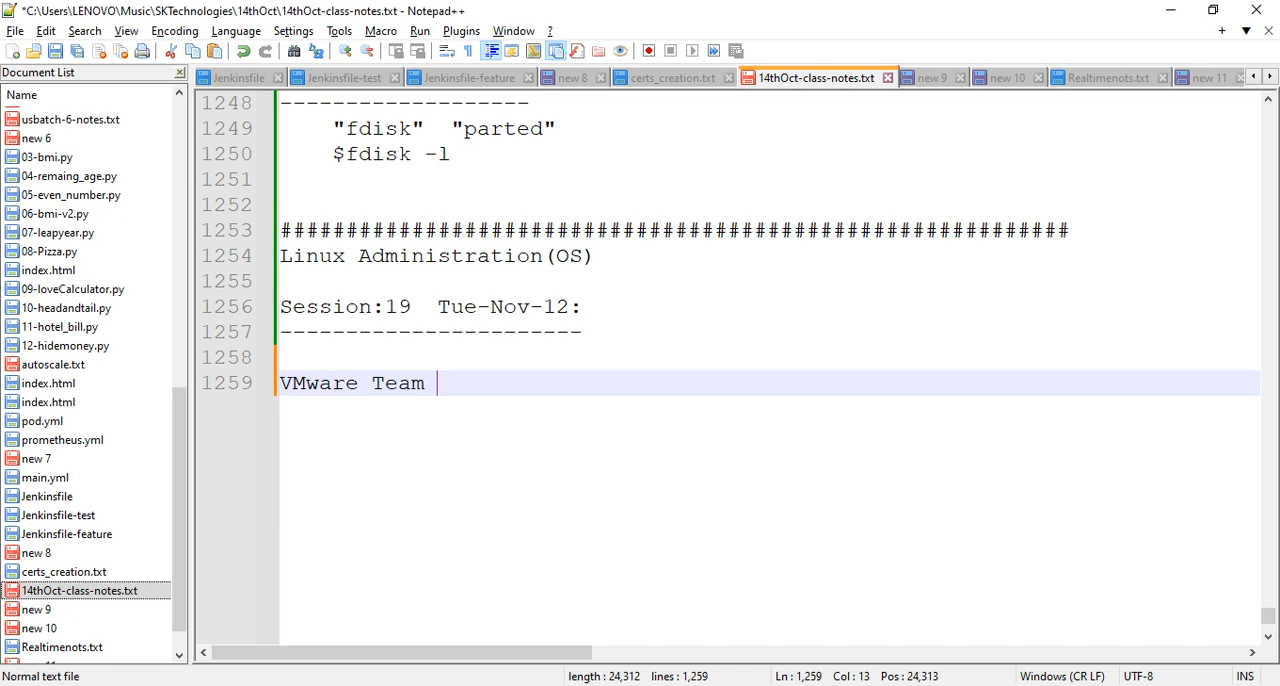 *C:\Users\LENOVO\Music\SKTechnologies\14thOct\14thOct-class-notes.txt - Notepad++
File Edit Search View Encoding Language Settings Tools Macro Run Plugins Window ?
Document List
Jenkinsfile Jenkinsfile-test Jenkinsfile-feature new 8 certs_creation.txt 14thOct-class-notes.txt new 9 new 10 Realtimenots.txt new 11
Name
usbatch-6-notes.txt
new 6
03-bmi.py
04-remaing_age.py
05-even_number.py
06-bmi-v2.py
07-leapyear.py
08-Pizza.py
index.html
09-loveCalculator.py
10-headandtail.py
11-hotel_bill.py
12-hidemoney.py
autoscale.txt
index.html
index.html
pod.yml
prometheus.yml
new 7
main.yml
Jenkinsfile
Jenkinsfile-test
Jenkinsfile-feature
new 8
certs_creation.txt
14thOct-class-notes.txt
new 9
new 10
Realtimenots.txt
1248 -------------------
1249 "fdisk" "parted"
1250 $fdisk -l
1251
1252
1253 ############################################################
1254 Linux Administration(OS)
1255
1256 Session:19 Tue-Nov-12:
1257 -----------------------
1258
1259 VMware Team
Normal text file length : 24,312 lines : 1,259 Ln : 1,259 Col : 13 Pos : 24,313 Windows (CR LF) UTF-8 INS